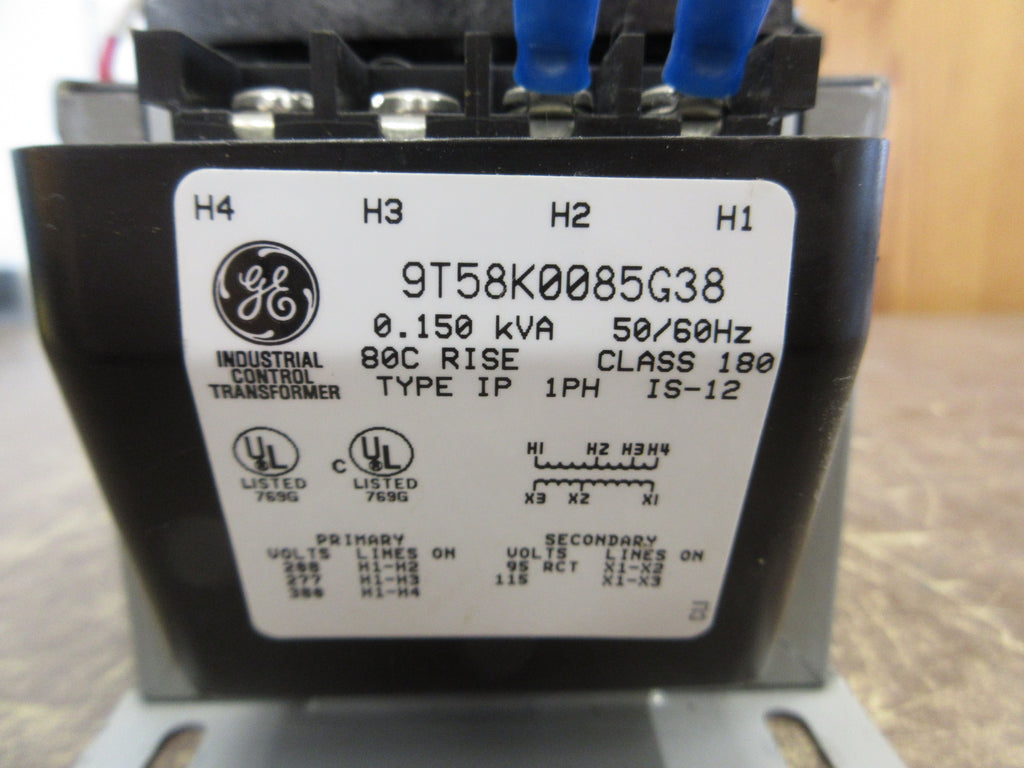 H4 H3 H2 H1
GE
9T58K0085G38
0.150 kVA 50/60Hz
80C RISE CLASS 180
TYPE IP 1PH IS-12
INDUSTRIAL
CONTROL
TRANSFORMER
UL
LISTED
769G
C UL
LISTED
769G
H1 H2 H3 H4
X3 X2 X1
PRIMARY
VOLTS LINES ON
208 H1-H2
277 H1-H3
380 H1-H4
SECONDARY
VOLTS LINES ON
95 RCT X1-X2
115 X1-X3